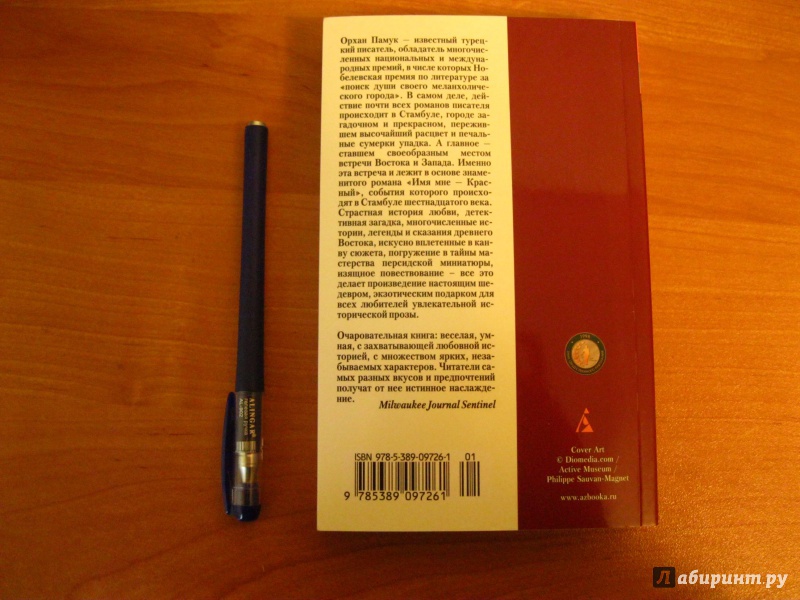 Орхан Памук – известный турец-
кий писатель, обладатель многочис-
ленных национальных и междуна-
родных премий, в числе которых Но-
белевская премия по литературе за
«поиск души своего меланхоличе-
ского города». В самом деле, дей-
ствие почти всех романов писателя
происходит в Стамбуле, городе за-
гадочном и прекрасном, пережив-
шем высочайший расцвет и печаль-
ные сумерки упадка. А главное –
ставшем своеобразным местом
встречи Востока и Запада. Именно
эта встреча и лежит в основе знаме-
нитого романа «Имя мне – Крас-
ный», события которого происхо-
дят в Стамбуле шестнадцатого века.
Страстная история любви, детек-
тивная загадка, многочисленные ис-
тории, легенды и сказания древнего
Востока, искусно вплетенные в кан-
ву сюжета, погружение в тайны ма-
стерства персидской миниатюры,
изящное повествование – все это
делает произведение настоящим ше-
девром, экзотическим подарком для
всех любителей увлекательной ис-
торической прозы.
Очаровательная книга: веселая, ум-
ная, с захватывающей любовной ис-
торией, с множеством ярких, неза-
бываемых характеров. Читатели са-
мых разных вкусов и предпочтений
получат от нее истинное наслажде-
ние.
Milwaukee Journal Sentinel
ISBN 978-5-389-09726-1
01
9 785389 097261
Cover Art
© Diomedia.com /
Active Museum /
Philippe Sauvan-Magnet
www.azbooka.ru
ALINGAR
Лабиринт.ру